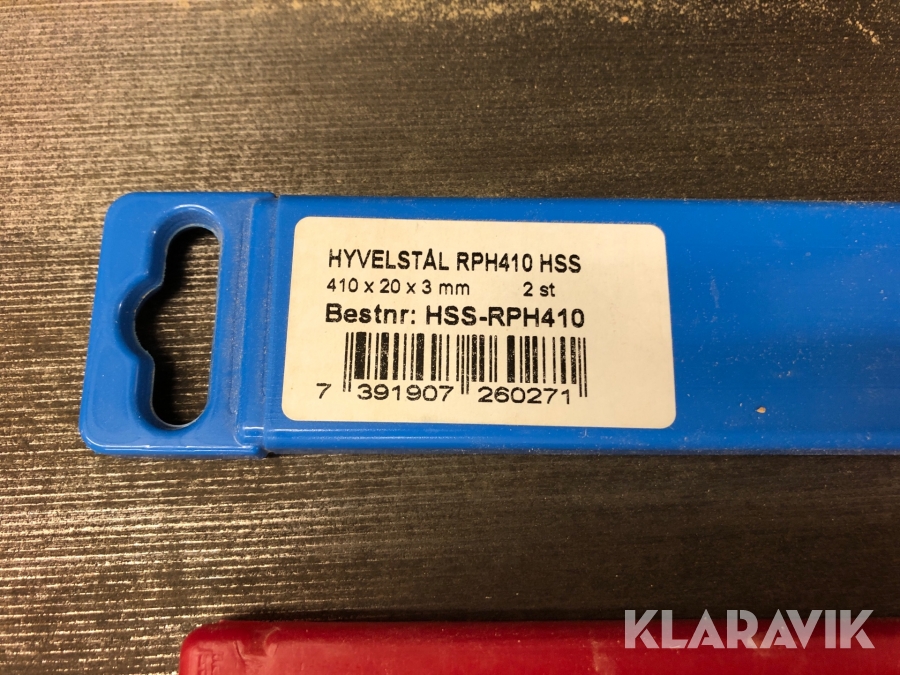 HYVELSTÅL RPH410 HSS
410 x 20 x 3 mm 2 st
Bestnr: HSS-RPH410
7 391907 260271
KLARAVIK